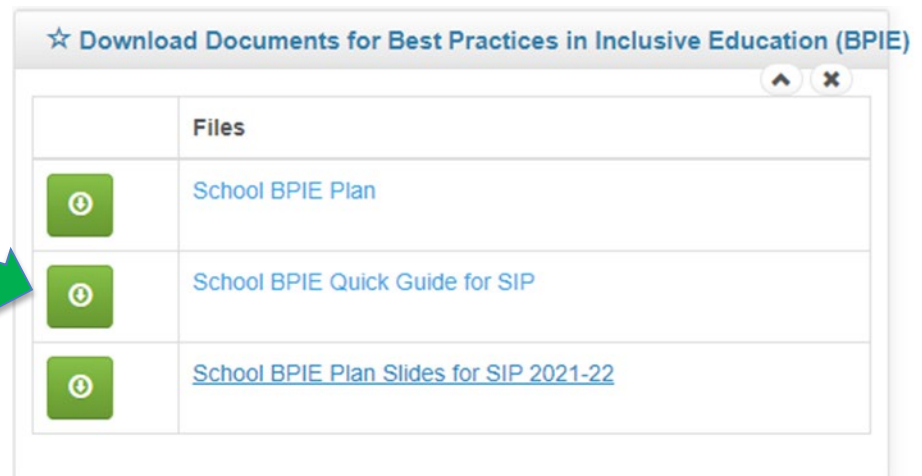 Download Documents for Best Practices in Inclusive Education (BPIE)
Files
School BPIE Plan
School BPIE Quick Guide for SIP
School BPIE Plan Slides for SIP 2021-22